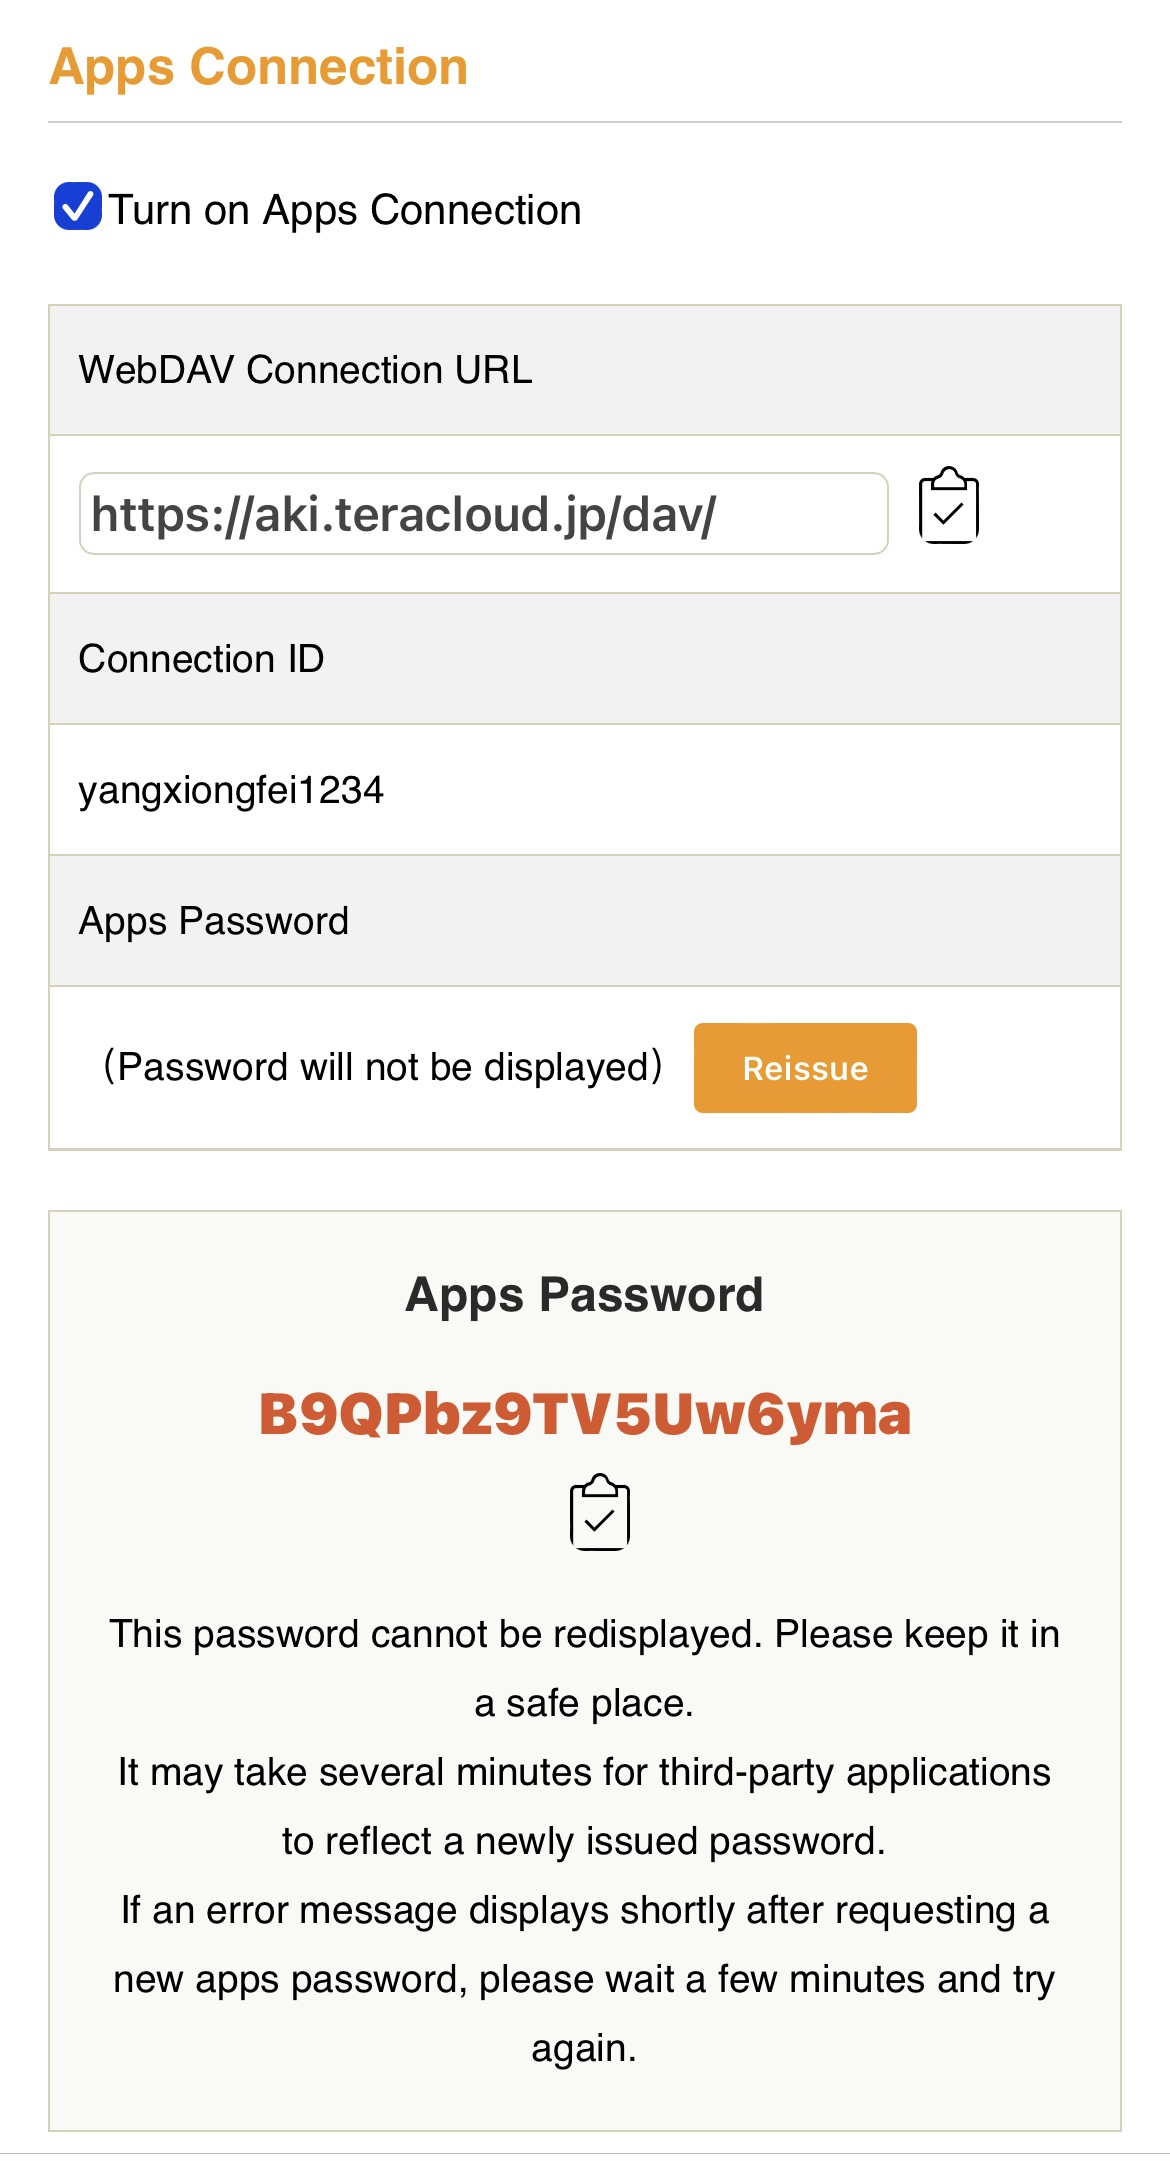 Apps Connection
Turn on Apps Connection
WebDAV Connection URL
https://aki.teracloud.jp/dav/
Connection ID
yangxiongfei1234
Apps Password
(Password will not be displayed) Reissue
Apps Password
B9QPbz9TV5Uw6yma
This password cannot be redisplayed. Please keep it in
a safe place.
It may take several minutes for third-party applications
to reflect a newly issued password.
If an error message displays shortly after requesting a
new apps password, please wait a few minutes and try
again.